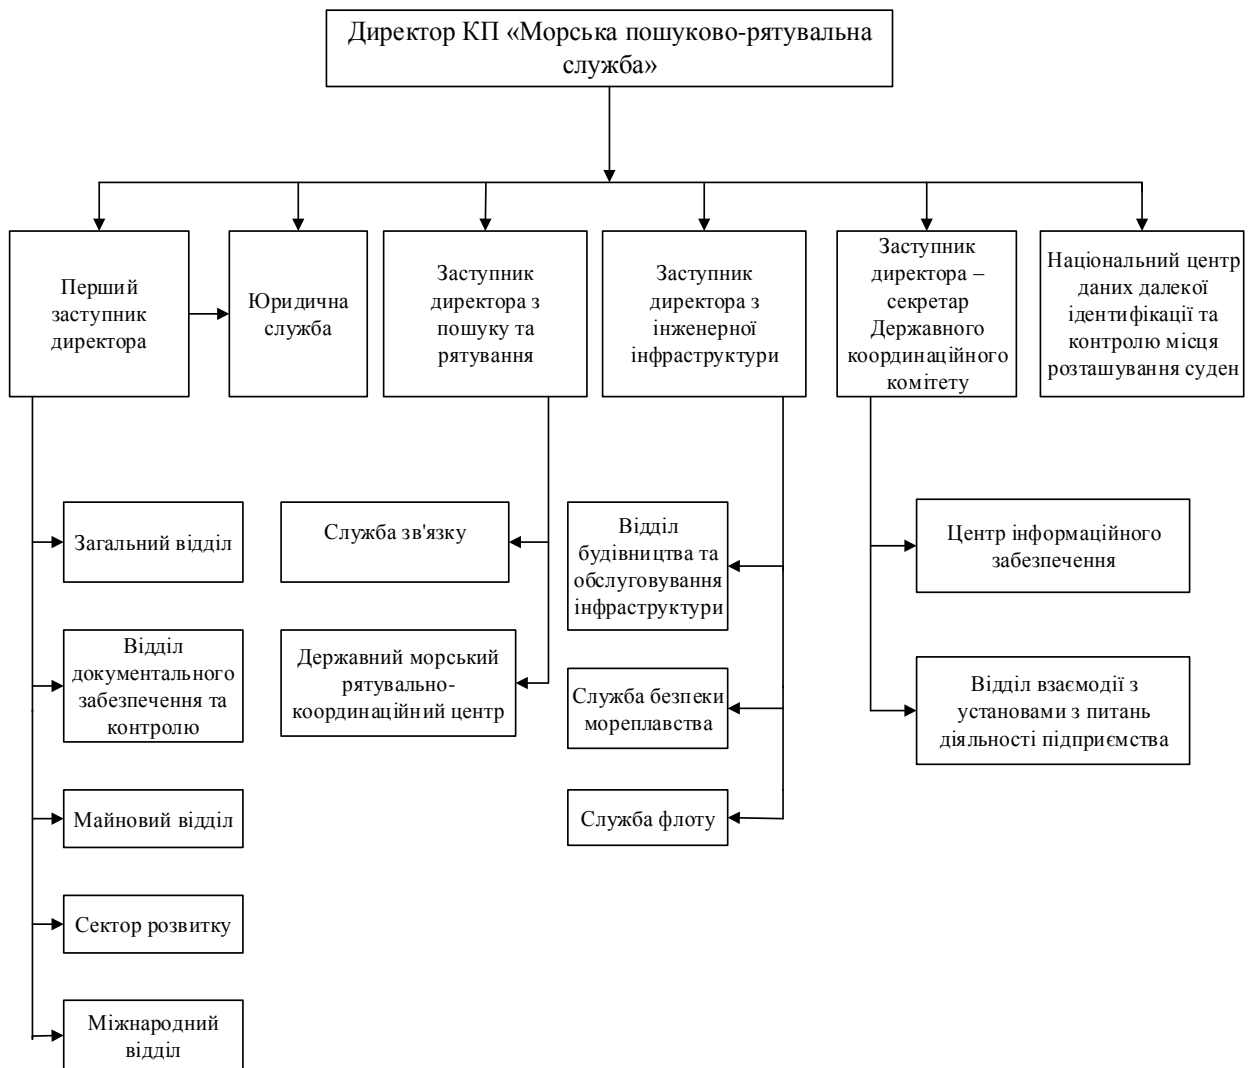 Директор КП «Морська пошуково-рятувальна
служба»
Перший
заступник
директора
Юридична
служба
Заступник
директора з
пошуку та
рятування
Заступник
директора з
інженерної
інфраструктури
Заступник
директора –
секретар
Державного
координаційного
комітету
Національний центр
даних далекої
ідентифікації та
контролю місця
розташування суден
Загальний відділ
Відділ
документального
забезпечення та
контролю
Майновий відділ
Сектор розвитку
Міжнародний
відділ
Служба зв'язку
Державний морський
рятувально-
координаційний центр
Відділ
будівництва та
обслуговування
інфраструктури
Служба безпеки
мореплавства
Служба флоту
Центр інформаційного
забезпечення
Відділ взаємодії з
установами з питань
діяльності підприємства